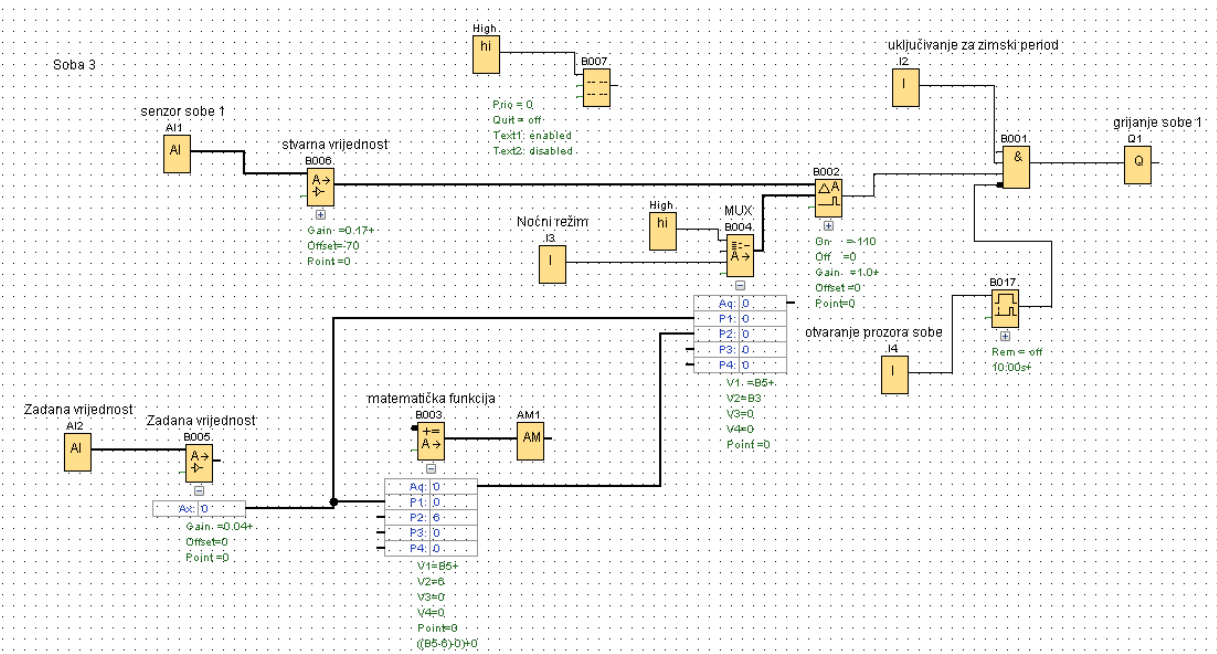 Soba 3
High
hi
B007
Prio = 0
Quit = off
Text1: enabled
Text2: disabled
uključivanje za zimski period
I2
I
senzor sobe 1
AI1
AI
stvarna vrijednost
B006
A→
Gain =0.17+
Offset=-70
Point=0
B001
&
grijanje sobe 1
Q1
Q
B002
A
On =-110
Off =0
Gain =1.0+
Offset=0
Point=0
High
hi
MUX
B004
A→
Noćni režim
I3
I
Aq: 0
P1: 0
P2: 0
P3: 0
P4: 0
V1 =B5+
V2=B3
V3=0
V4=0
Point=0
B017
Rem = off
10:00s+
otvaranje prozora sobe
I4
I
Zadana vrijednost
AI2
AI
Zadana vrijednost
B005
A→
Ax: 0
Gain =0.04+
Offset=0
Point=0
matematička funkcija
B003
+=
A→
AM1
AM
Aq: 0
P1: 0
P2: 6
P3: 0
P4: 0
V1=B5+
V2=6
V3=0
V4=0
Point=0
((B5-6)-0)+0